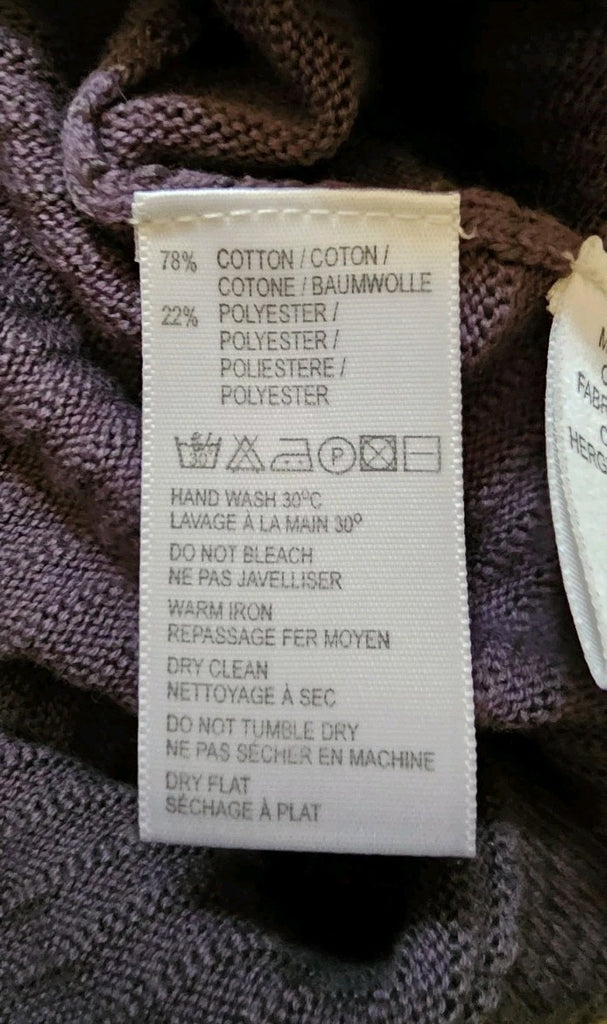 78% COTTON / COTON /
COTONE / BAUMWOLLE
22% POLYESTER /
POLYESTER /
POLIESTERE /
POLYESTER
30° P
HAND WASH 30°C
LAVAGE À LA MAIN 30°
DO NOT BLEACH
NE PAS JAVELLISER
WARM IRON
REPASSAGE FER MOYEN
DRY CLEAN
NETTOYAGE À SEC
DO NOT TUMBLE DRY
NE PAS SÉCHER EN MACHINE
DRY FLAT
SÉCHAGE À PLAT